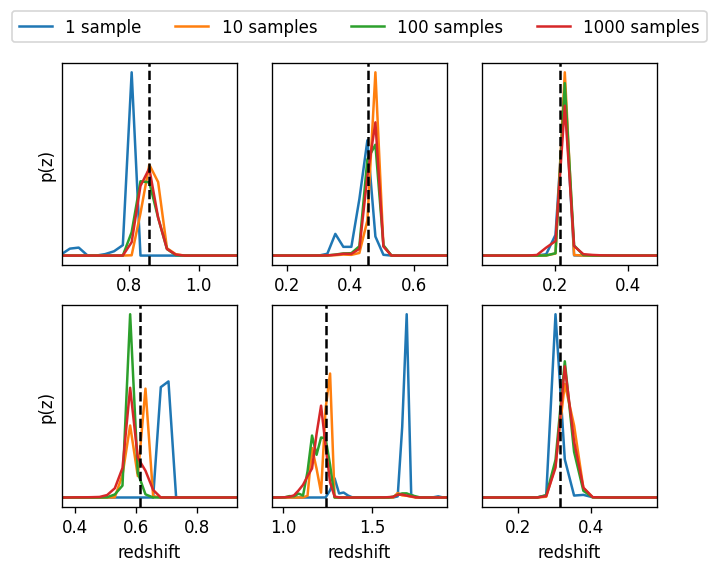 1 sample 10 samples 100 samples 1000 samples
p(z)
0.8 1.0
0.2 0.4 0.6
0.2 0.4
p(z)
0.4 0.6 0.8
1.0 1.5
0.2 0.4
redshift redshift redshift